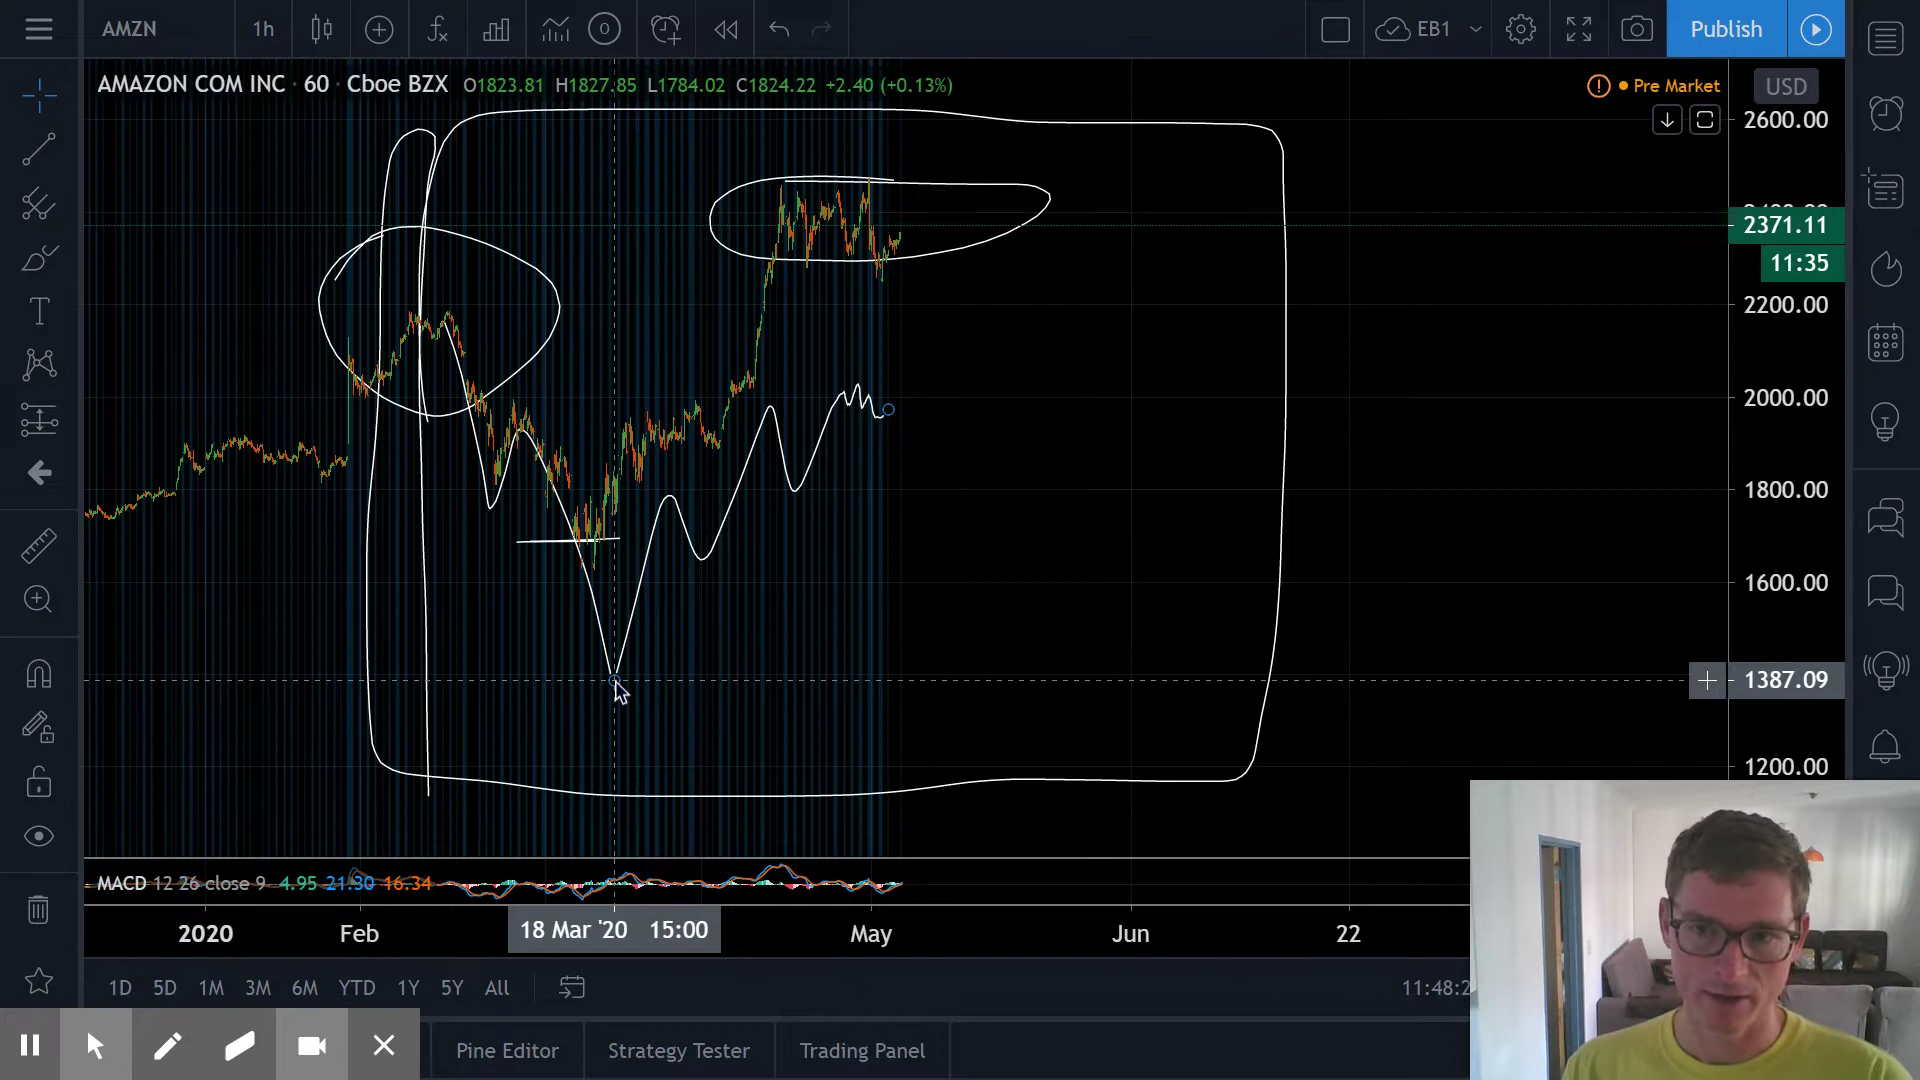 AMZN 1h EB1 Publish
AMAZON COM INC · 60 · Cboe BZX O1823.81 H1827.85 L1784.02 C1824.22 +2.40 (+0.13%)
Pre Market USD
2600.00
2371.11
11:35
2200.00
2000.00
1800.00
1600.00
1387.09
1200.00
MACD 12 26 close 9 4.95 21.30 16.34
2020 Feb 18 Mar '20 15:00 May Jun 22
1D 5D 1M 3M 6M YTD 1Y 5Y All 11:48:2
Pine Editor Strategy Tester Trading Panel